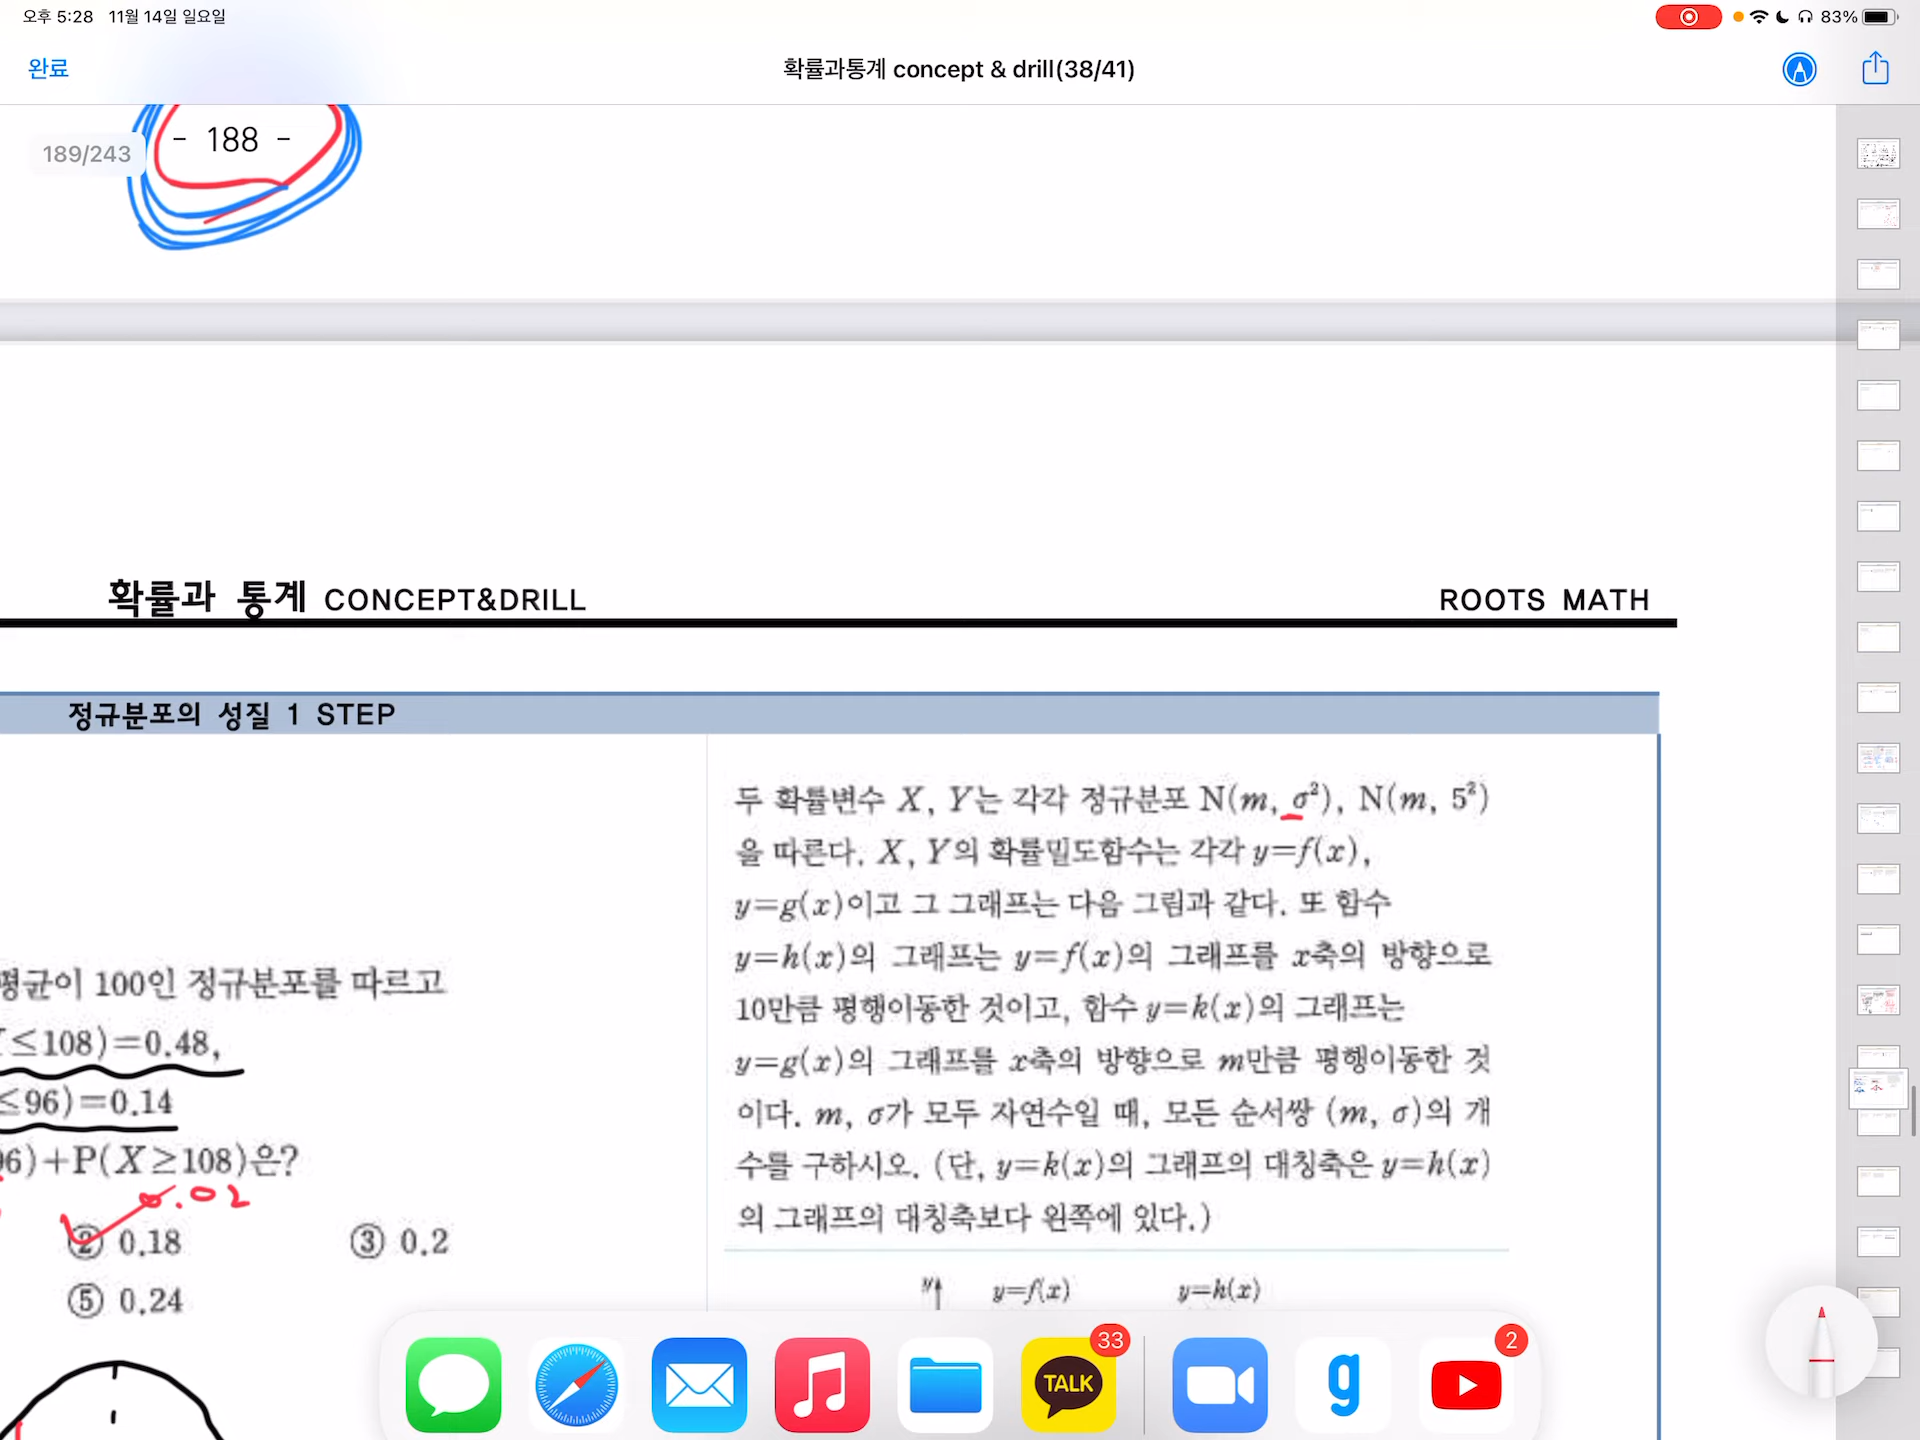 오후 5:28 11월 14일 일요일
83%
완료
확률과통계 concept & drill(38/41)
189/243
- 188 -
확률과 통계 CONCEPT&DRILL
ROOTS MATH
정규분포의 성질 1 STEP
평균이 100인 정규분포를 따르고
≤108)=0.48,
≤96)=0.14
96)+P(X≥108)은?
0.02
② 0.18
③ 0.2
⑤ 0.24
두 확률변수 X, Y는 각각 정규분포 N(m, σ²), N(m, 5²)
을 따른다. X, Y의 확률밀도함수는 각각 y=f(x),
y=g(x)이고 그 그래프는 다음 그림과 같다. 또 함수
y=h(x)의 그래프는 y=f(x)의 그래프를 x축의 방향으로
10만큼 평행이동한 것이고, 함수 y=k(x)의 그래프는
y=g(x)의 그래프를 x축의 방향으로 m만큼 평행이동한 것
이다. m, σ가 모두 자연수일 때, 모든 순서쌍 (m, σ)의 개
수를 구하시오. (단, y=k(x)의 그래프의 대칭축은 y=h(x)
의 그래프의 대칭축보다 왼쪽에 있다.)
y
y=f(x)
y=h(x)
TALK
33
g
2